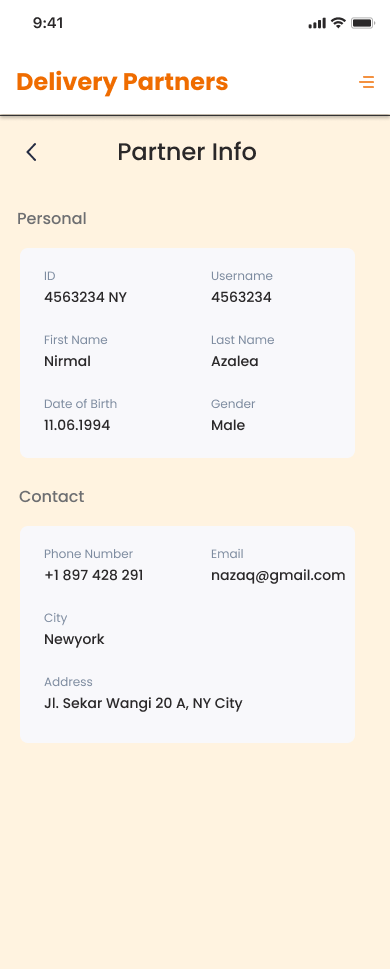 9:41
Delivery Partners
Partner Info
Personal
ID Username
4563234 NY 4563234
First Name Last Name
Nirmal Azalea
Date of Birth Gender
11.06.1994 Male
Contact
Phone Number Email
+1 897 428 291 nazaq@gmail.com
City
Newyork
Address
Jl. Sekar Wangi 20 A, NY City